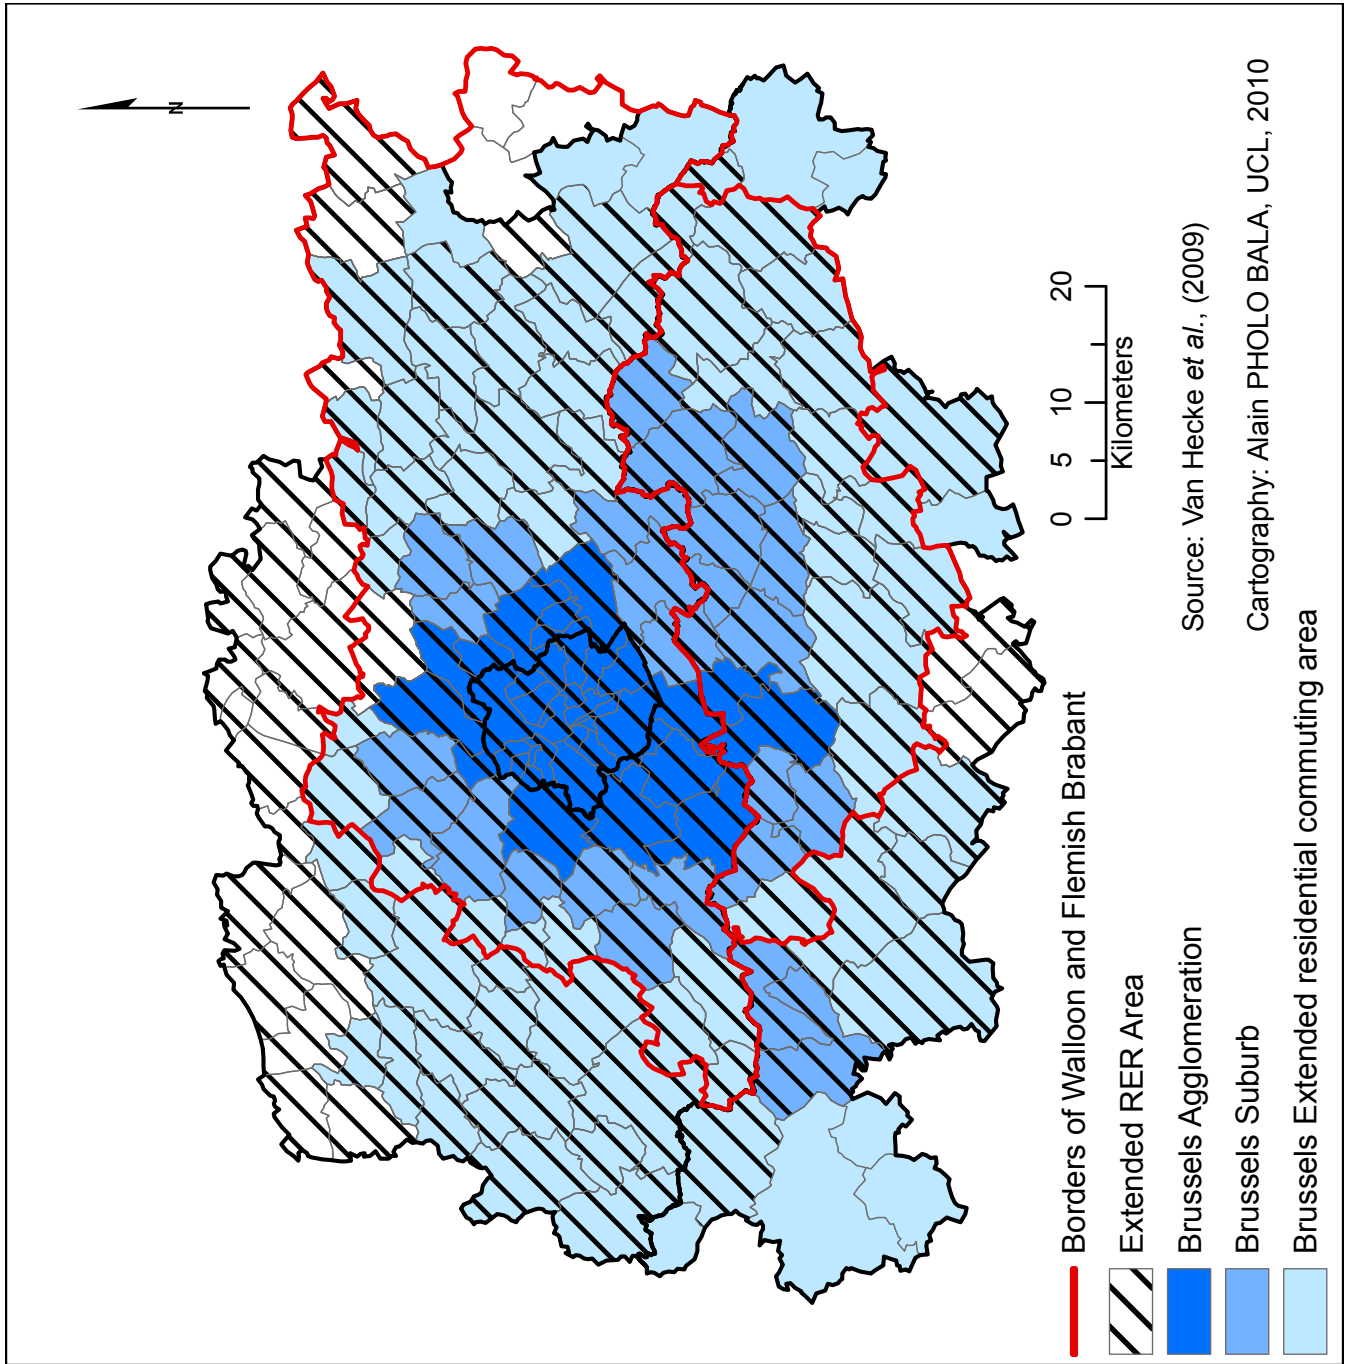 N
0 5 10 20
Kilometers
Source: Van Hecke et al., (2009)
Cartography: Alain PHOLO BALA, UCL, 2010
Borders of Walloon and Flemish Brabant
Extended RER Area
Brussels Agglomeration
Brussels Suburb
Brussels Extended residential commuting area